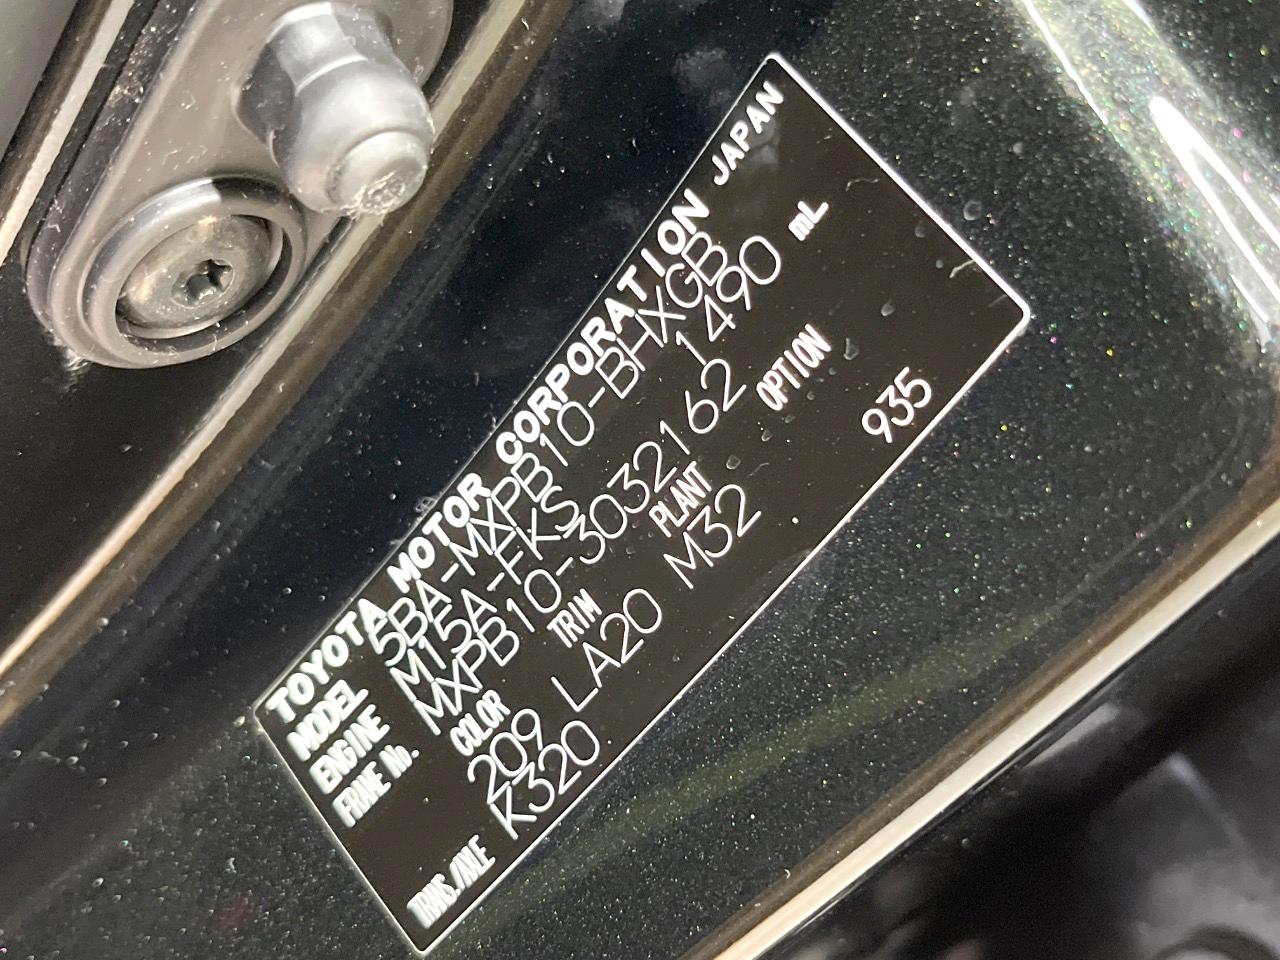 TOYOTA MOTOR CORPORATION JAPAN
MODEL 5BA-MXPB10-BHXGB
ENGINE M15A-FKS 1490 mL
FRAME No. MXPB10-3032162
COLOR TRIM PLANT OPTION
209 LA20 M32 935
TRANS./AXLE K320